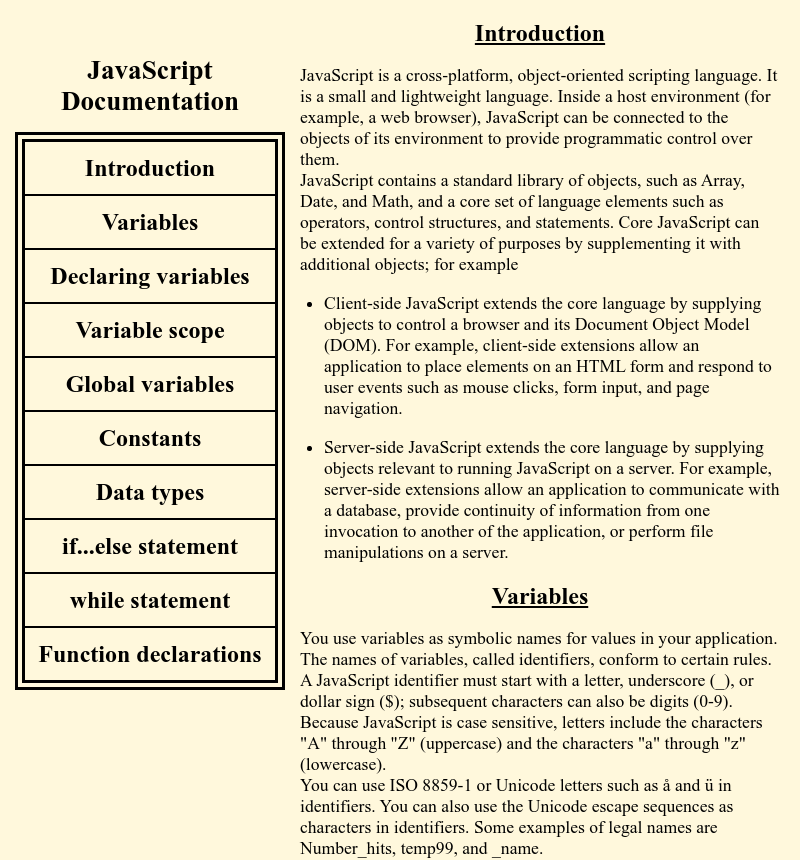 JavaScript
Documentation
Introduction
Variables
Declaring variables
Variable scope
Global variables
Constants
Data types
if...else statement
while statement
Function declarations
Introduction
JavaScript is a cross-platform, object-oriented scripting language. It
is a small and lightweight language. Inside a host environment (for
example, a web browser), JavaScript can be connected to the
objects of its environment to provide programmatic control over
them.
JavaScript contains a standard library of objects, such as Array,
Date, and Math, and a core set of language elements such as
operators, control structures, and statements. Core JavaScript can
be extended for a variety of purposes by supplementing it with
additional objects; for example
• Client-side JavaScript extends the core language by supplying
objects to control a browser and its Document Object Model
(DOM). For example, client-side extensions allow an
application to place elements on an HTML form and respond to
user events such as mouse clicks, form input, and page
navigation.
• Server-side JavaScript extends the core language by supplying
objects relevant to running JavaScript on a server. For example,
server-side extensions allow an application to communicate with
a database, provide continuity of information from one
invocation to another of the application, or perform file
manipulations on a server.
Variables
You use variables as symbolic names for values in your application.
The names of variables, called identifiers, conform to certain rules.
A JavaScript identifier must start with a letter, underscore (_), or
dollar sign ($); subsequent characters can also be digits (0-9).
Because JavaScript is case sensitive, letters include the characters
"A" through "Z" (uppercase) and the characters "a" through "z"
(lowercase).
You can use ISO 8859-1 or Unicode letters such as å and ü in
identifiers. You can also use the Unicode escape sequences as
characters in identifiers. Some examples of legal names are
Number_hits, temp99, and _name.